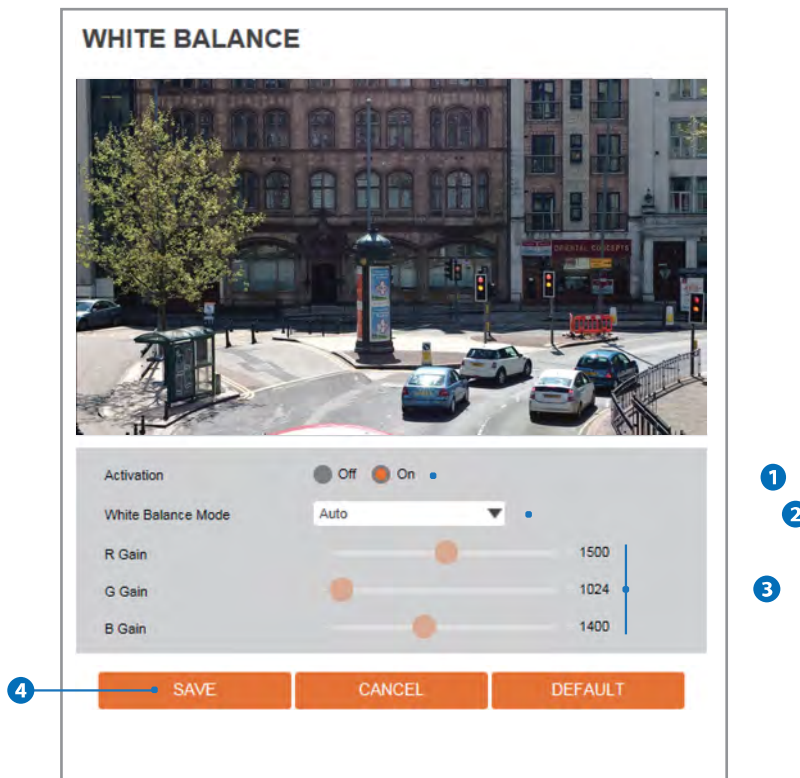 WHITE BALANCE
ORIENTAL CONCEPTS
Activation Off On 1
White Balance Mode Auto 2
R Gain 1500
G Gain 1024 3
B Gain 1400
4 SAVE CANCEL DEFAULT